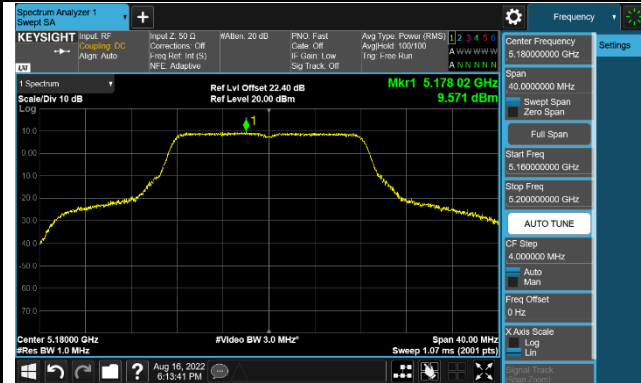 Spectrum Analyzer 1
Swept SA
Frequency
KEYSIGHT
Input: RF
Coupling: DC
Align: Auto
Input Z: 50 Ω
Corrections: Off
Freq Ref: Int (S)
NFE: Adaptive
#Atten: 20 dB
PNO: Fast
Gate: Off
IF Gain: Low
Sig Track: Off
Avg Type: Power (RMS)
Avg|Hold: 100/100
Trig: Free Run
1 2 3 4 5 6
A W W W W W
A N N N N N
LXI
1 Spectrum
Scale/Div 10 dB
Log
Ref Lvl Offset 22.40 dB
Ref Level 20.00 dBm
Mkr1 5.178 02 GHz
9.571 dBm
1
10.0
0.00
-10.0
-20.0
-30.0
-40.0
-50.0
-60.0
-70.0
Center 5.18000 GHz
#Res BW 1.0 MHz
#Video BW 3.0 MHz*
Span 40.00 MHz
Sweep 1.07 ms (2001 pts)
Aug 16, 2022
6:13:41 PM
Center Frequency
5.180000000 GHz
Span
40.0000000 MHz
Swept Span
Zero Span
Full Span
Start Freq
5.160000000 GHz
Stop Freq
5.200000000 GHz
AUTO TUNE
CF Step
4.000000 MHz
Auto
Man
Freq Offset
0 Hz
X Axis Scale
Log
Lin
Signal Track
(Span Zoom)
Settings